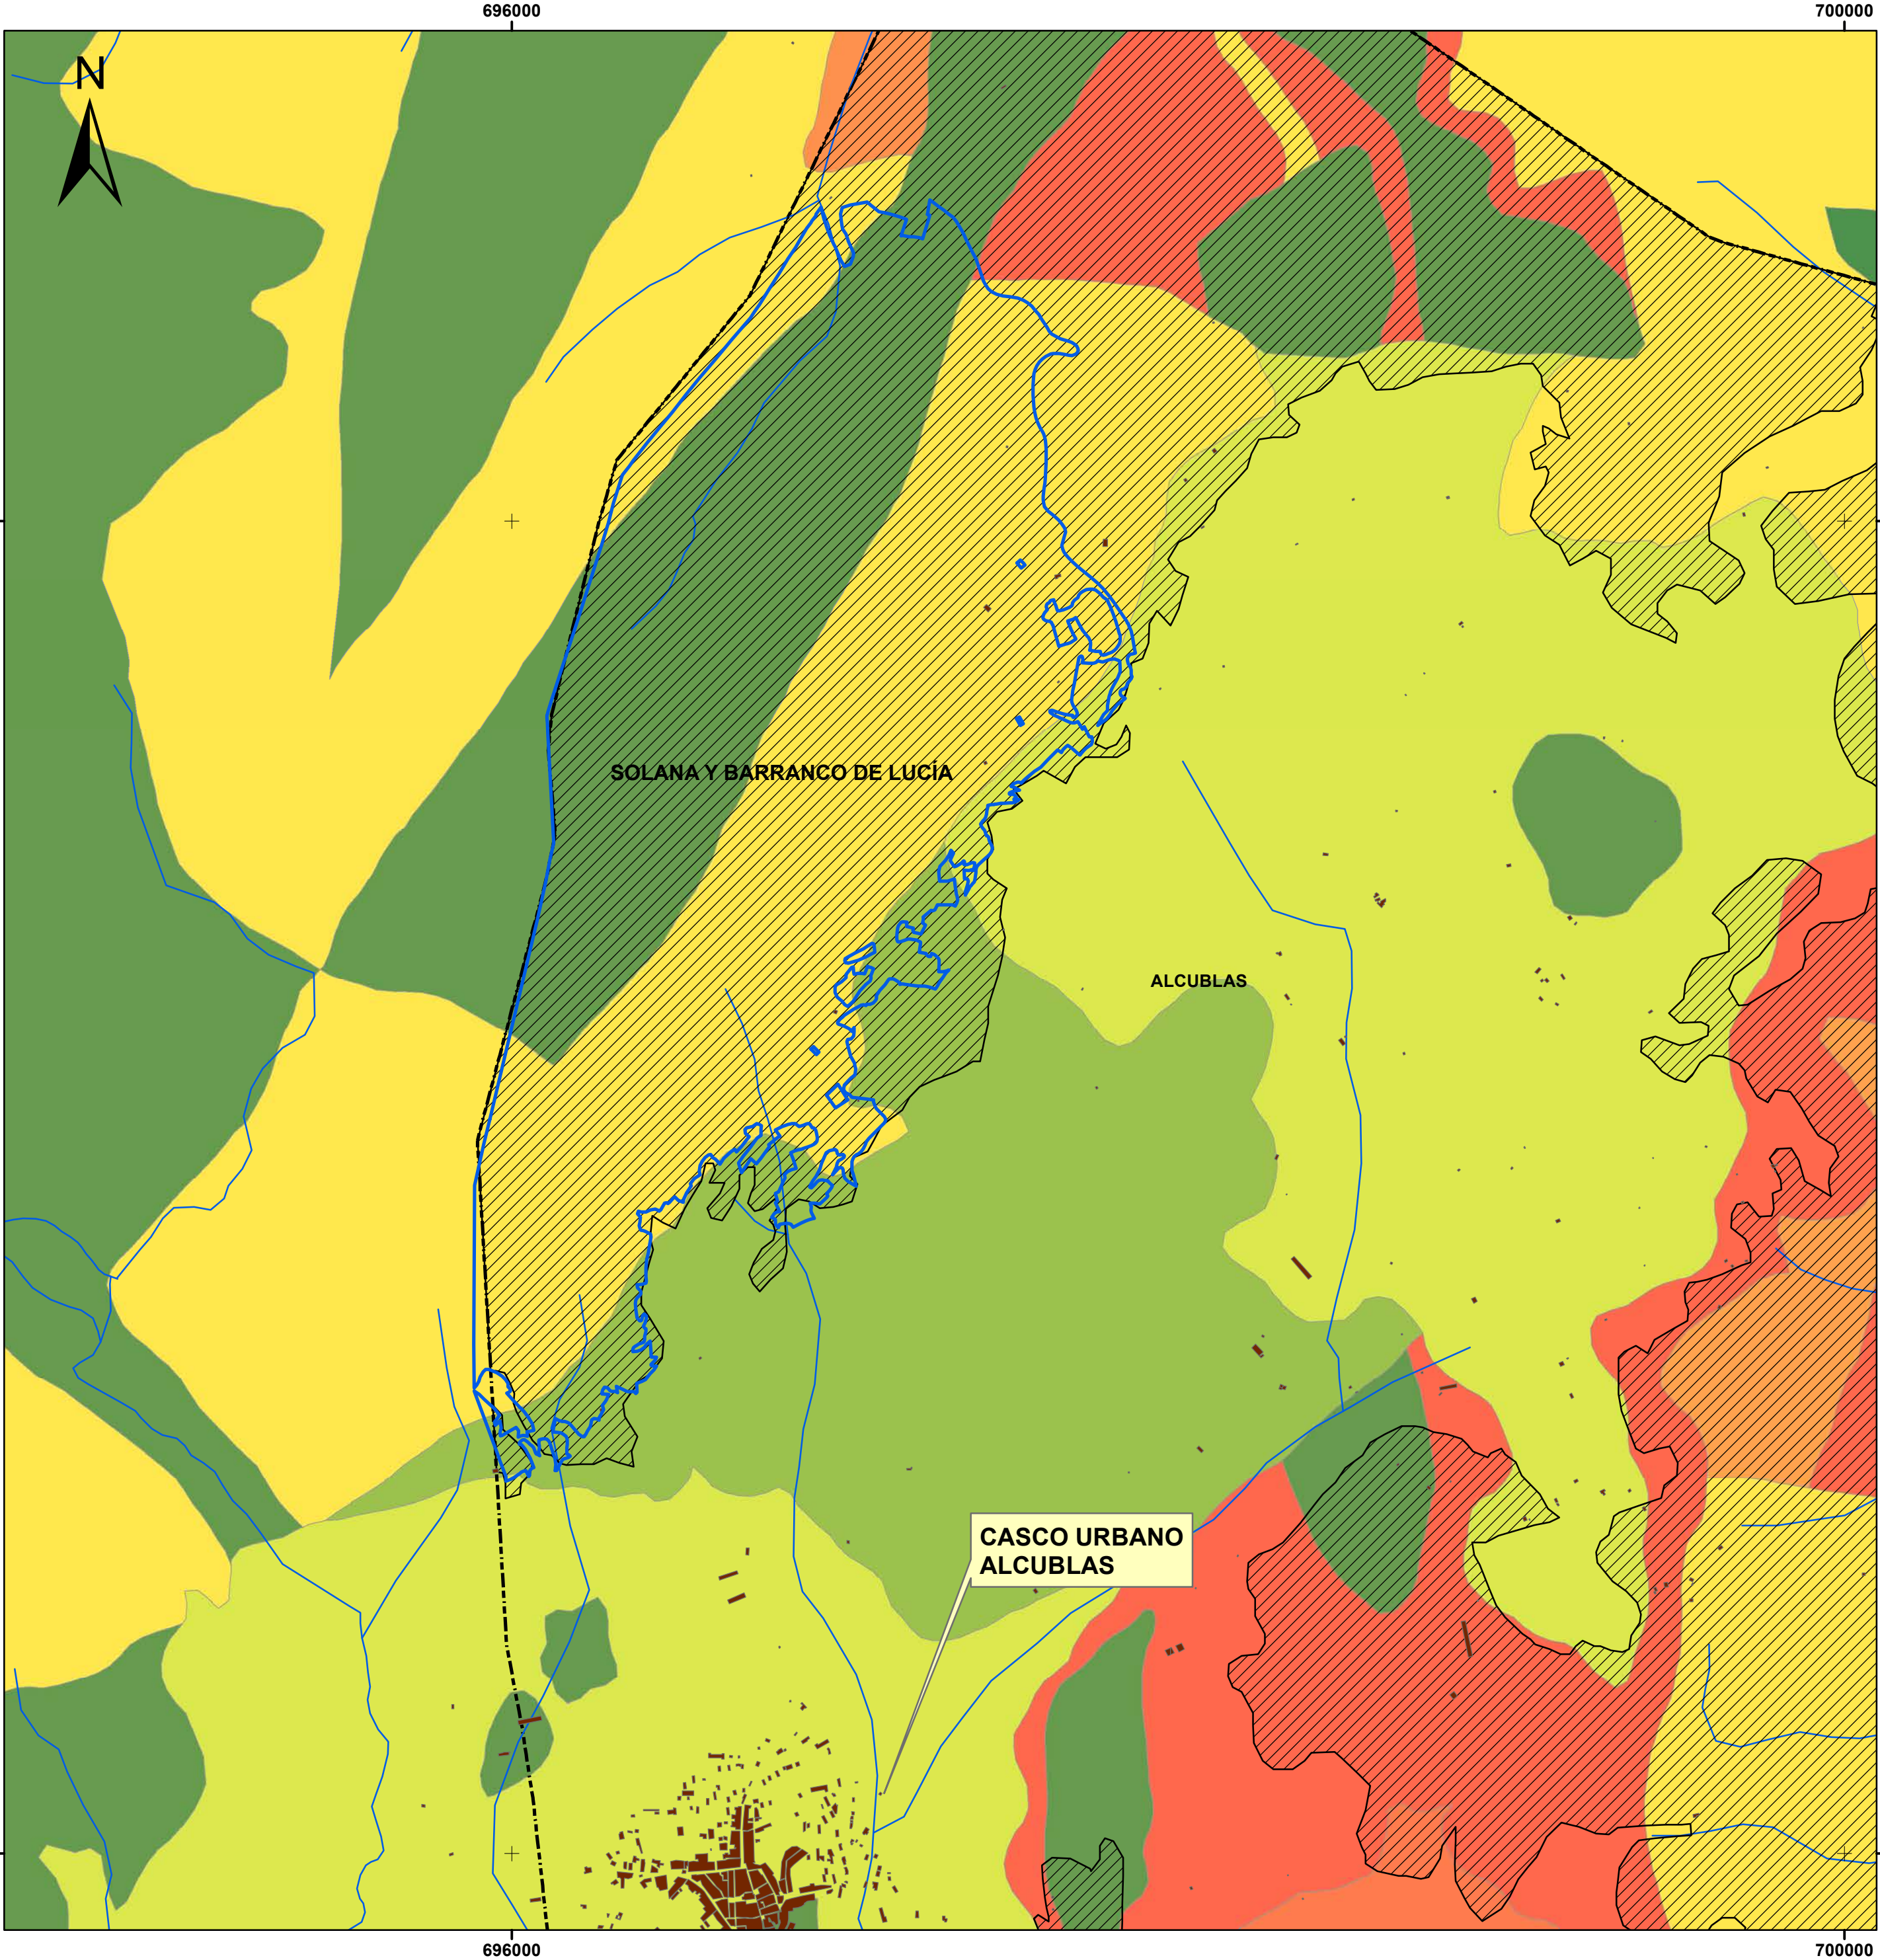 696000
700000
N
SOLANA Y BARRANCO DE LUCÍA
ALCUBLAS
CASCO URBANO
ALCUBLAS
696000
700000